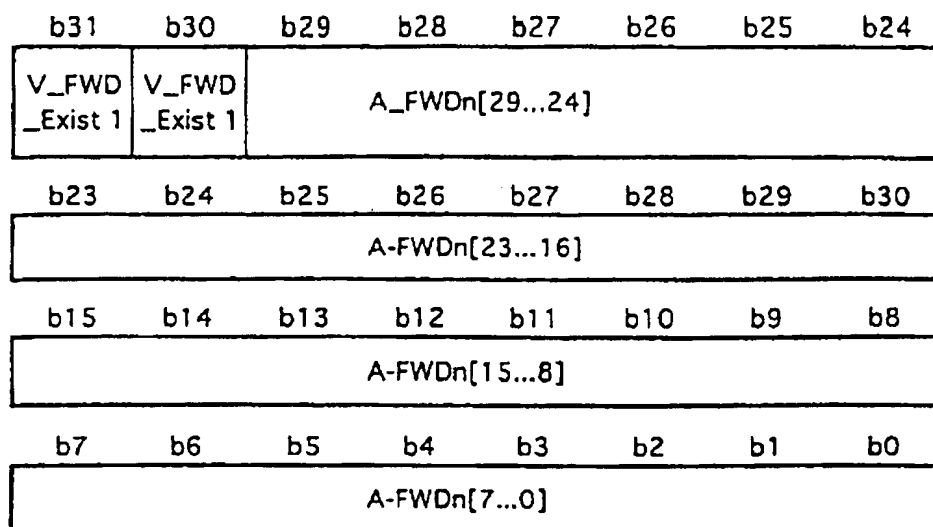 b31 b30 b29 b28 b27 b26 b25 b24
V_FWD V_FWD
_Exist 1 _Exist 1
A_FWDn[29...24]
b23 b24 b25 b26 b27 b28 b29 b30
A-FWDn[23...16]
b15 b14 b13 b12 b11 b10 b9 b8
A-FWDn[15...8]
b7 b6 b5 b4 b3 b2 b1 b0
A-FWDn[7...0]